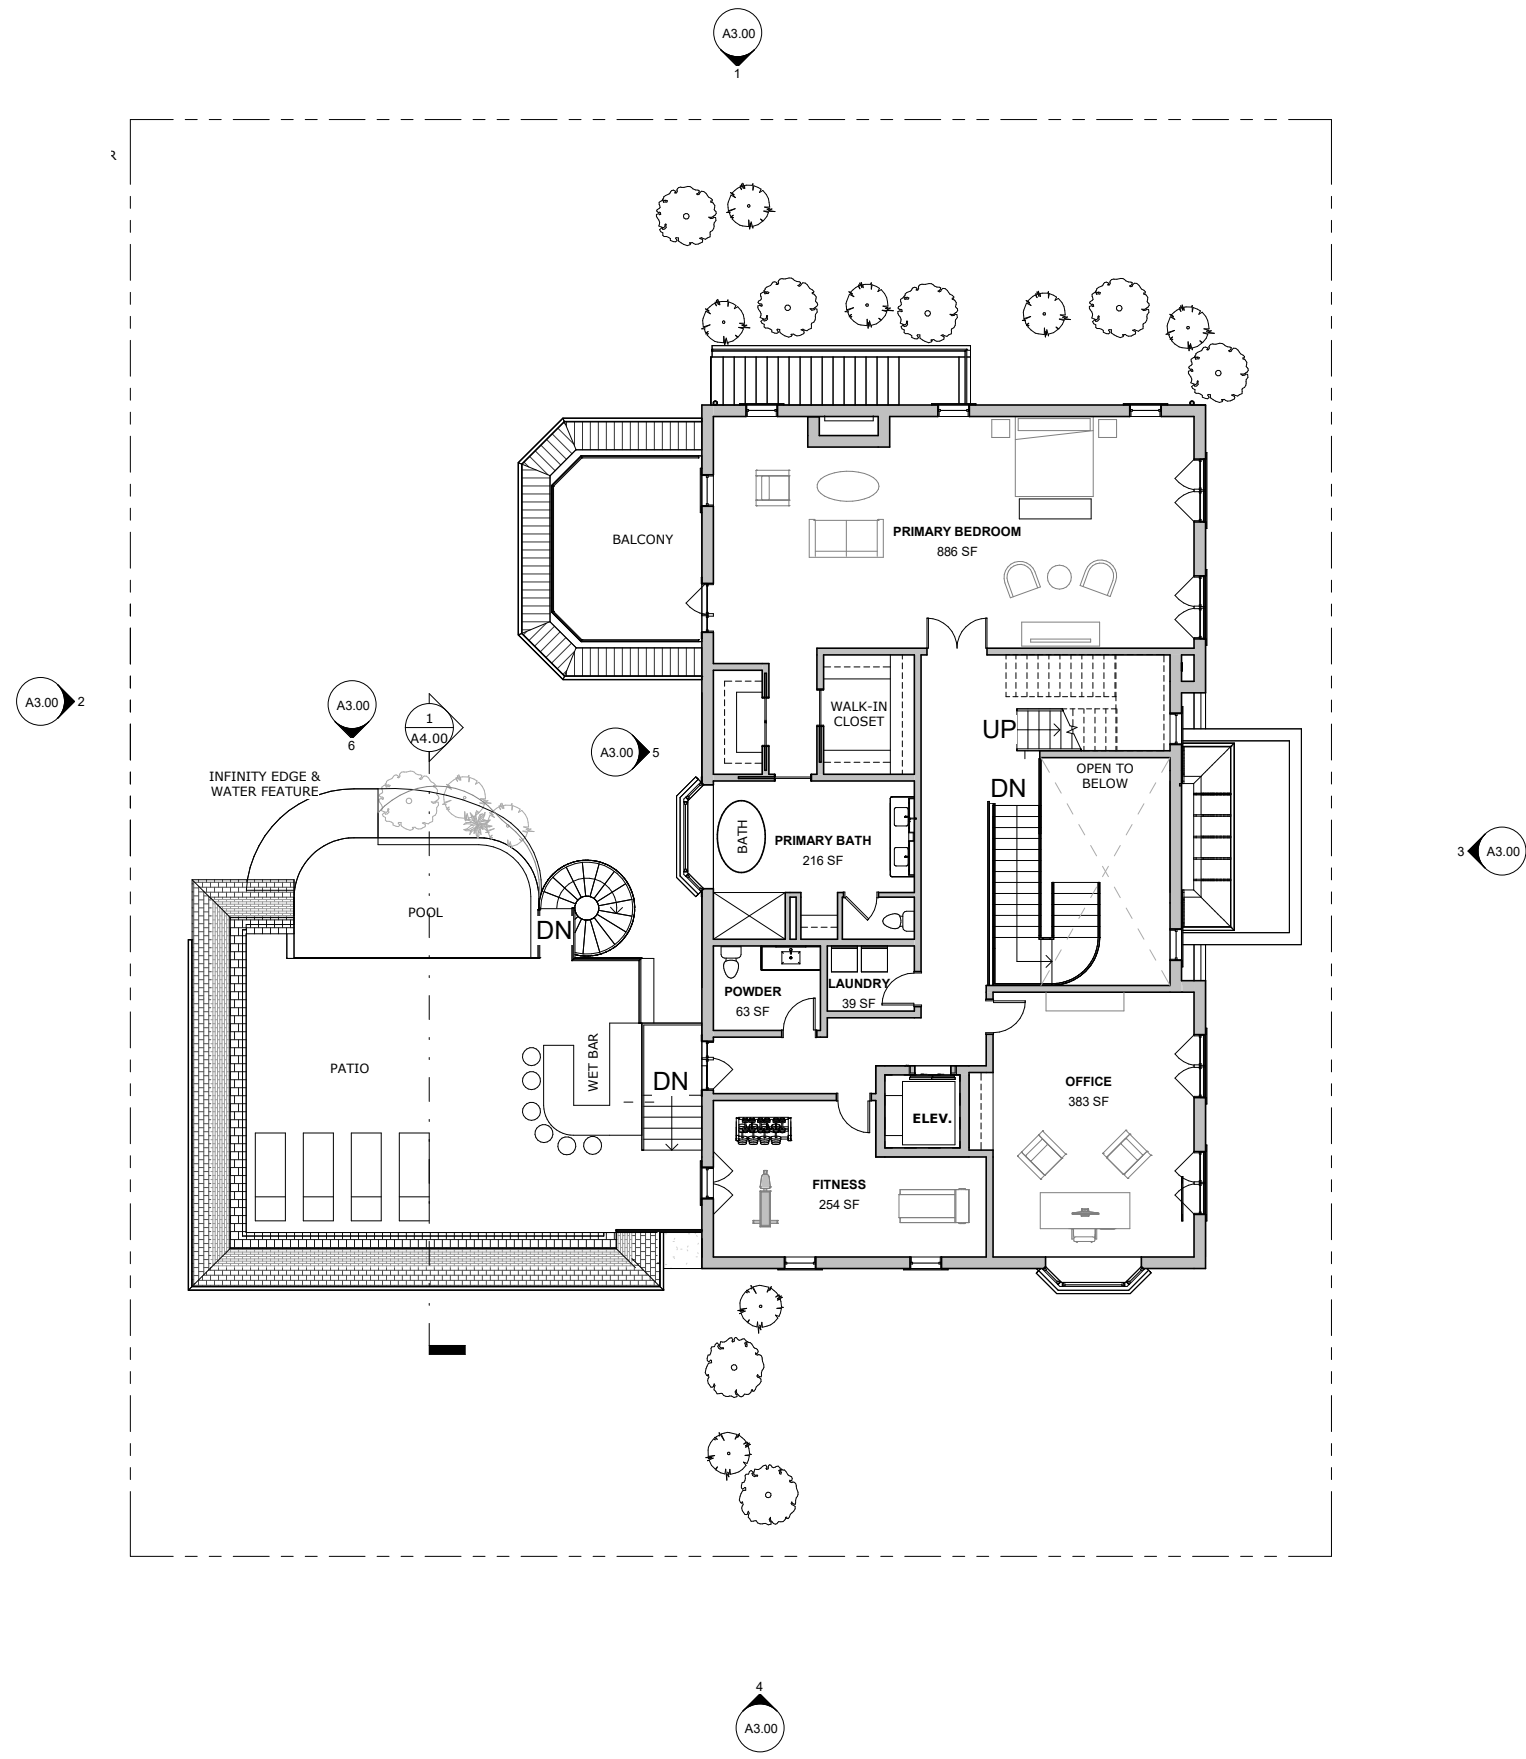 A3.00
1
R
PRIMARY BEDROOM
886 SF
BALCONY
A3.00
2
A3.00
6
1
A4.00
A3.00
5
WALK-IN
CLOSET
UP
DN
OPEN TO
BELOW
INFINITY EDGE &
WATER FEATURE
BATH
PRIMARY BATH
216 SF
3
A3.00
POOL
DN
POWDER
63 SF
LAUNDRY
39 SF
PATIO
WET BAR
DN
OFFICE
383 SF
ELEV.
FITNESS
254 SF
4
A3.00